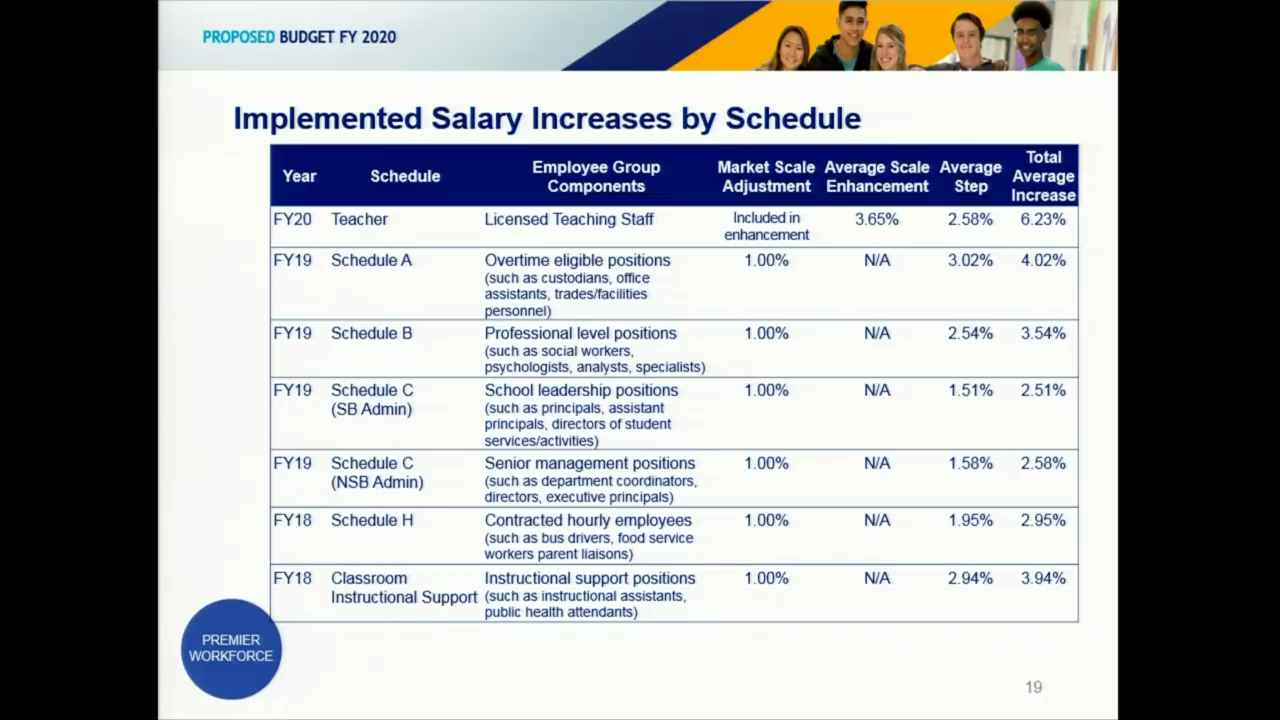 PROPOSED BUDGET FY 2020
Implemented Salary Increases by Schedule
Year Schedule Employee Group Components Market Scale Adjustment Average Scale Enhancement Average Step Total Average Increase
FY20 Teacher Licensed Teaching Staff Included in enhancement 3.65% 2.58% 6.23%
FY19 Schedule A Overtime eligible positions 1.00% N/A 3.02% 4.02%
(such as custodians, office
assistants, trades/facilities
personnel)
FY19 Schedule B Professional level positions 1.00% N/A 2.54% 3.54%
(such as social workers,
psychologists, analysts, specialists)
FY19 Schedule C School leadership positions 1.00% N/A 1.51% 2.51%
(SB Admin) (such as principals, assistant
principals, directors of student
services/activities)
FY19 Schedule C Senior management positions 1.00% N/A 1.58% 2.58%
(NSB Admin) (such as department coordinators,
directors, executive principals)
FY18 Schedule H Contracted hourly employees 1.00% N/A 1.95% 2.95%
(such as bus drivers, food service
workers parent liaisons)
FY18 Classroom Instructional support positions 1.00% N/A 2.94% 3.94%
Instructional Support (such as instructional assistants,
public health attendants)
PREMIER
WORKFORCE
19